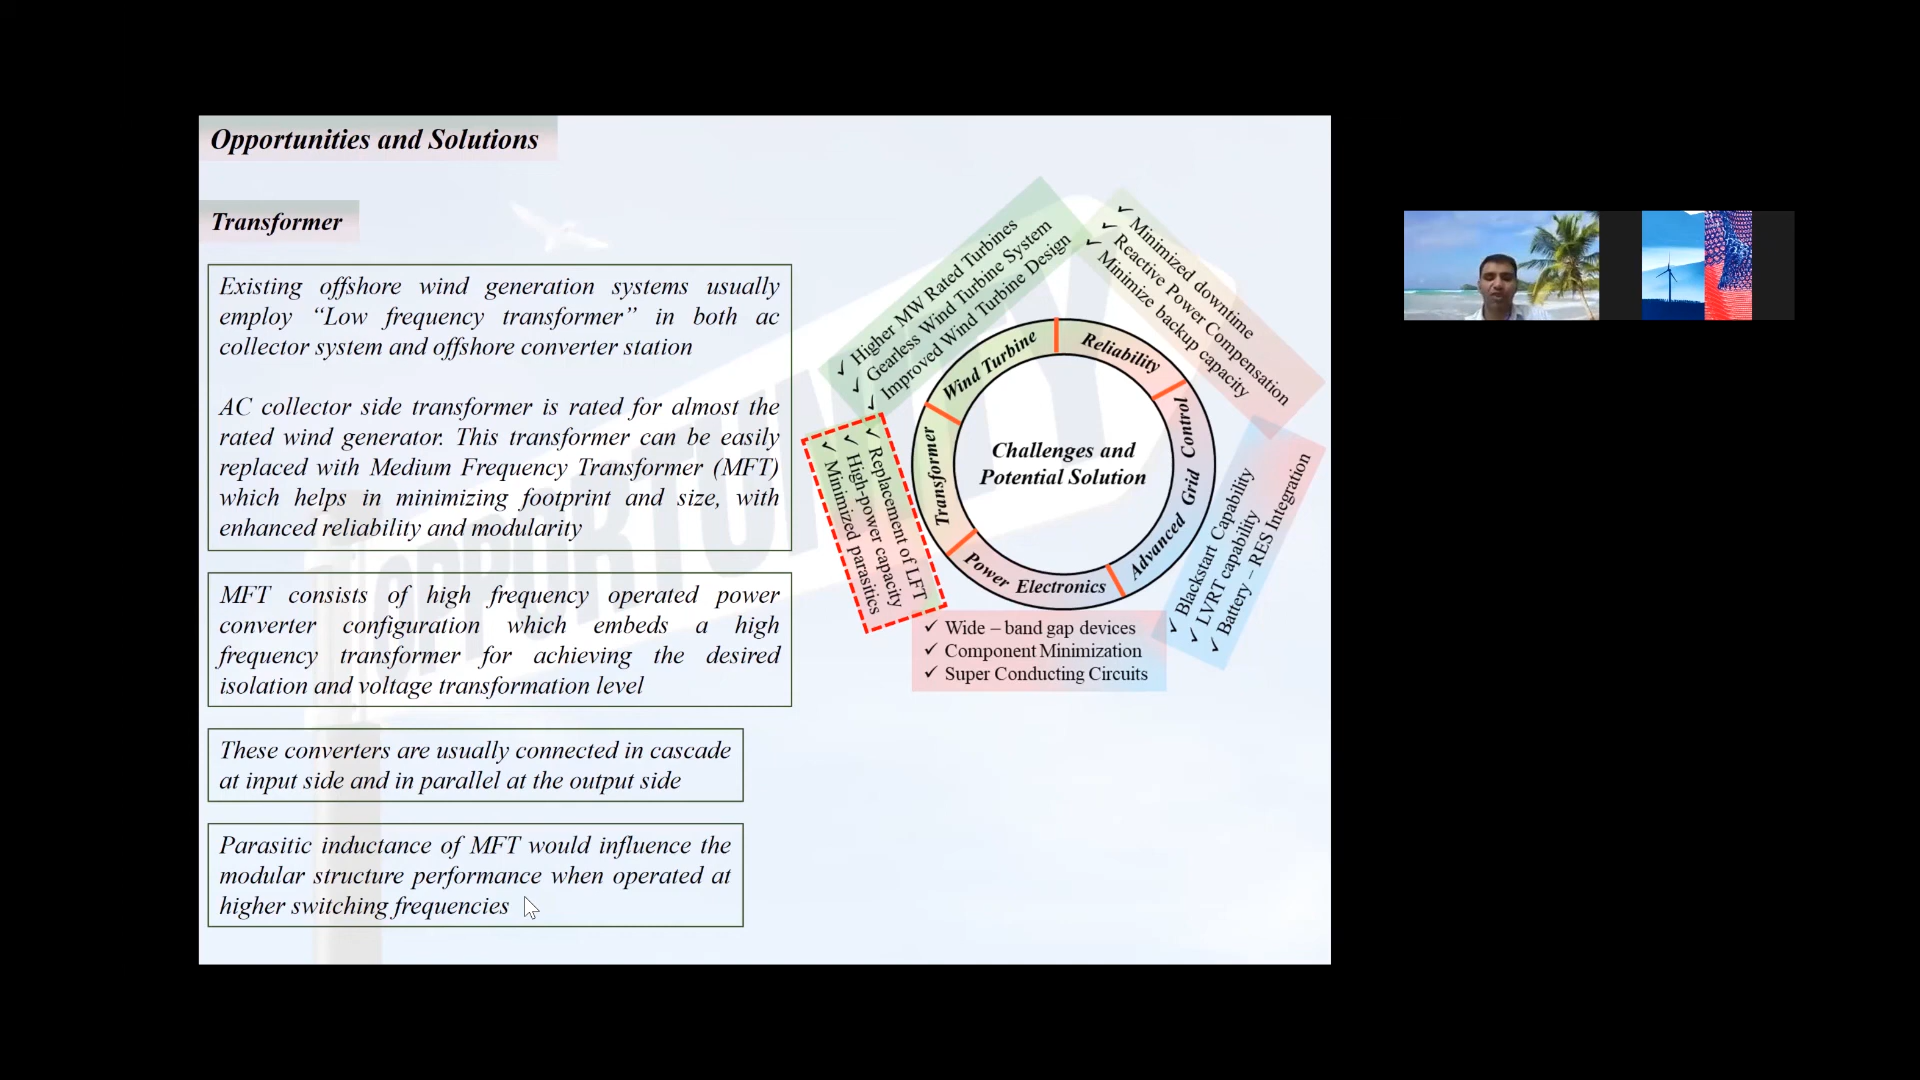 Opportunities and Solutions
Transformer
Existing offshore wind generation systems usually
employ “Low frequency transformer” in both ac
collector system and offshore converter station
AC collector side transformer is rated for almost the
rated wind generator. This transformer can be easily
replaced with Medium Frequency Transformer (MFT)
which helps in minimizing footprint and size, with
enhanced reliability and modularity
MFT consists of high frequency operated power
converter configuration which embeds a high
frequency transformer for achieving the desired
isolation and voltage transformation level
These converters are usually connected in cascade
at input side and in parallel at the output side
Parasitic inductance of MFT would influence the
modular structure performance when operated at
higher switching frequencies
✓ Higher MW Rated Turbines
✓ Gearless Wind Turbine System
✓ Improved Wind Turbine Design
✓ Minimized downtime
✓ Reactive Power Compensation
✓ Minimize backup capacity
Wind Turbine
Reliability
Advanced Grid Control
Power Electronics
Transformer
Challenges and
Potential Solution
✓ Replacement of LFT
✓ High-power capacity
✓ Minimized parasitics
✓ Blackstart Capability
✓ LVRT capability
✓ Battery – RES Integration
✓ Wide – band gap devices
✓ Component Minimization
✓ Super Conducting Circuits
OPPORTUNITY